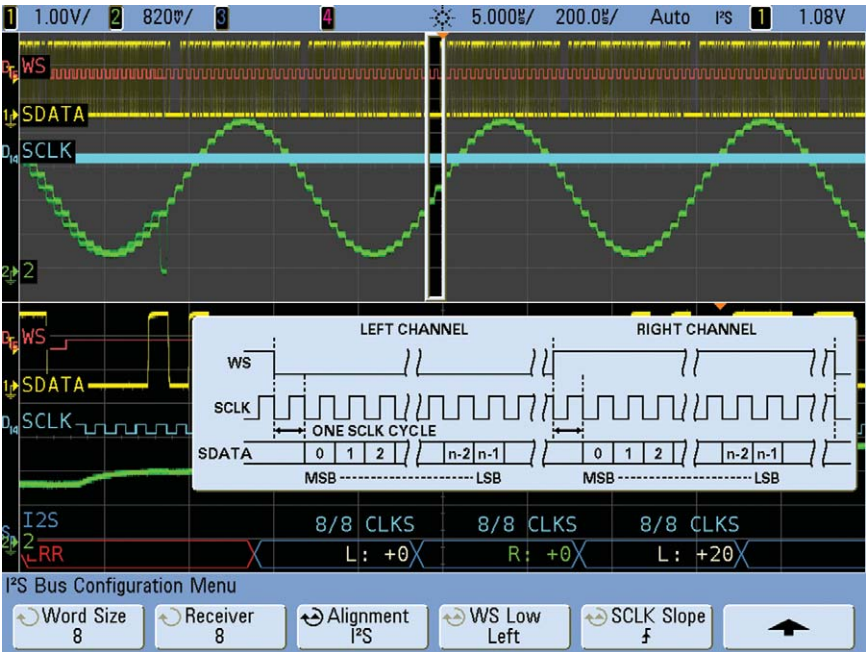 1 1.00V/ 2 820㎷/ 3 4 5.000㎲/ 200.0㎲/ Auto I²S 1 1.08V
WS
SDATA
SCLK
2
WS
SDATA
SCLK
LEFT CHANNEL RIGHT CHANNEL
WS
SCLK
ONE SCLK CYCLE
SDATA 0 1 2 n-2 n-1 0 1 2 n-2 n-1
MSB LSB MSB LSB
I2S 8/8 CLKS 8/8 CLKS 8/8 CLKS
2
ERR L: +0 R: +0 L: +20
I²S Bus Configuration Menu
Word Size Receiver Alignment WS Low SCLK Slope
8 8 I²S Left